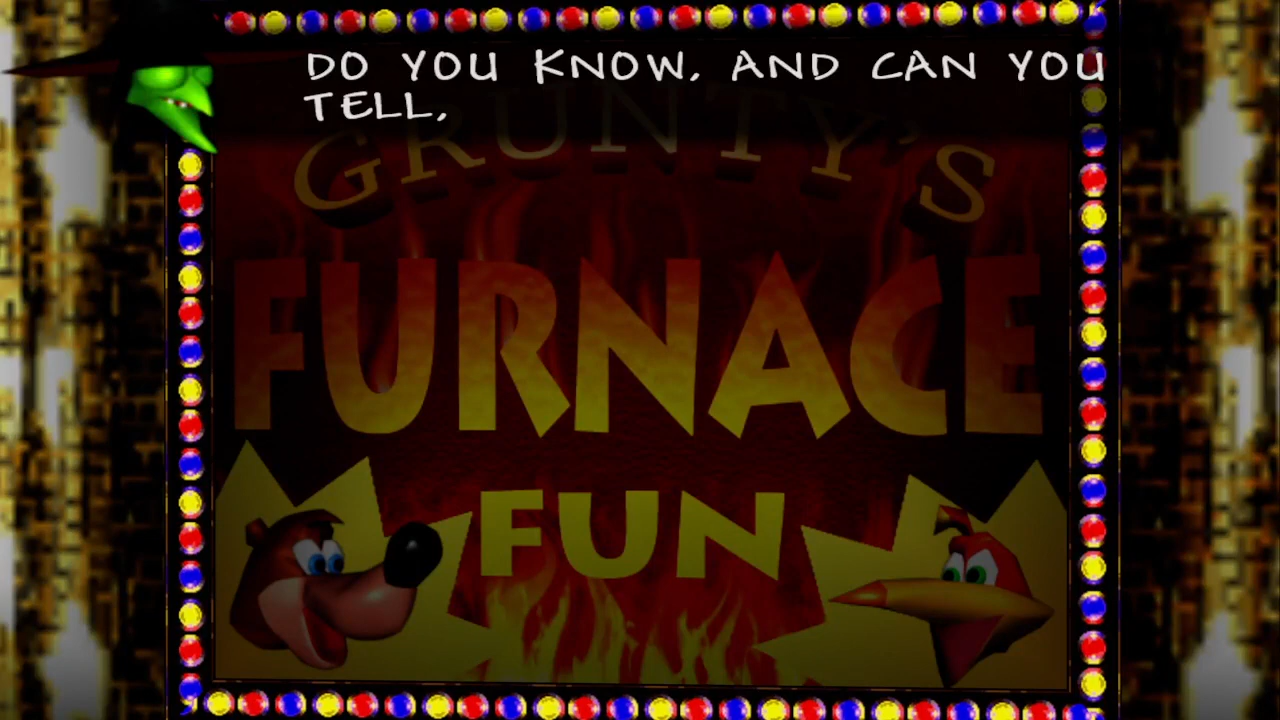 DO YOU KNOW, AND CAN YOU
TELL,
GRUNTY'S
FURNACE
FUN